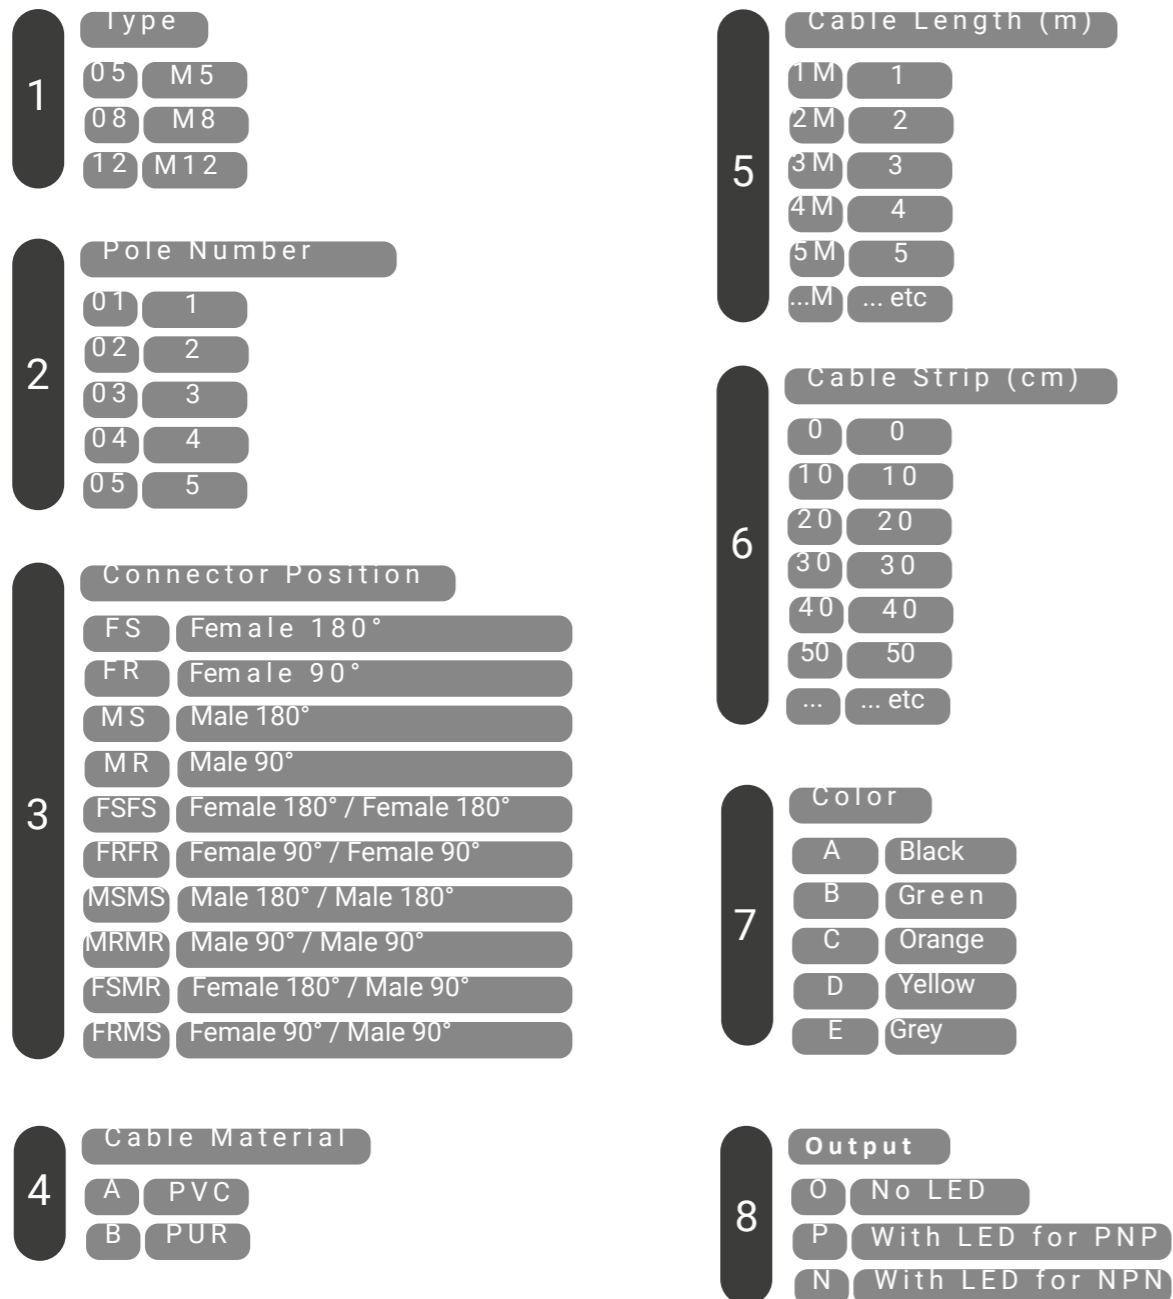 1
Type
05 M5
08 M8
12 M12
2
Pole Number
01 1
02 2
03 3
04 4
05 5
3
Connector Position
FS Female 180°
FR Female 90°
MS Male 180°
MR Male 90°
FSFS Female 180° / Female 180°
FRFR Female 90° / Female 90°
MSMS Male 180° / Male 180°
MRMR Male 90° / Male 90°
FSMR Female 180° / Male 90°
FRMS Female 90° / Male 90°
4
Cable Material
A PVC
B PUR
5
Cable Length (m)
1M 1
2M 2
3M 3
4M 4
5M 5
...M ... etc
6
Cable Strip (cm)
0 0
10 10
20 20
30 30
40 40
50 50
... ... etc
7
Color
A Black
B Green
C Orange
D Yellow
E Grey
8
Output
O No LED
P With LED for PNP
N With LED for NPN